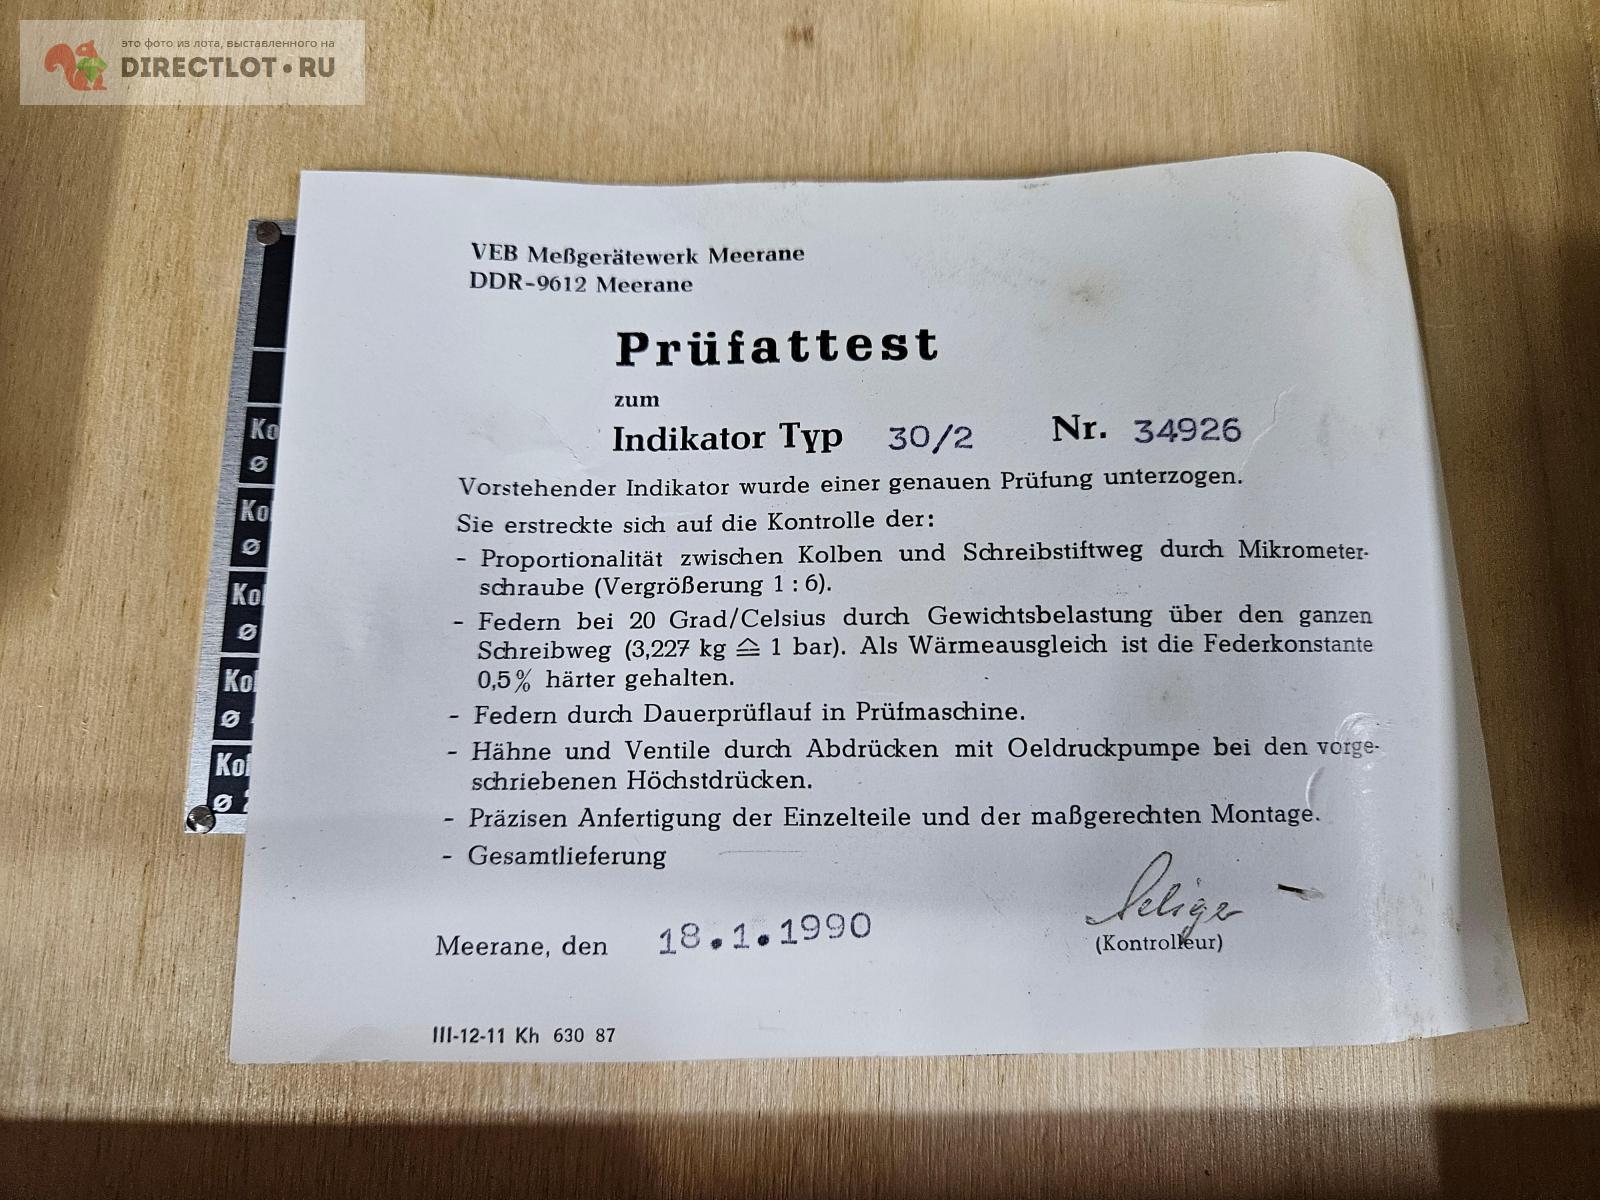 это фото из лота, выставленного на
DIRECTLOT•RU
VEB Meßgerätewerk Meerane
DDR-9612 Meerane
Prüfattest
zum
Indikator Typ 30/2 Nr. 34926
Vorstehender Indikator wurde einer genauen Prüfung unterzogen.
Sie erstreckte sich auf die Kontrolle der:
- Proportionalität zwischen Kolben und Schreibstiftweg durch Mikrometer-
schraube (Vergrößerung 1 : 6).
- Federn bei 20 Grad/Celsius durch Gewichtsbelastung über den ganzen
Schreibweg (3,227 kg ≙ 1 bar). Als Wärmeausgleich ist die Federkonstante
0,5% härter gehalten.
- Federn durch Dauerprüflauf in Prüfmaschine.
- Hähne und Ventile durch Abdrücken mit Oeldruckpumpe bei den vorge-
schriebenen Höchstdrücken.
- Präzisen Anfertigung der Einzelteile und der maßgerechten Montage.
- Gesamtlieferung
Meerane, den 18.1.1990
(Kontrolleur)
III-12-11 Kh 630 87
Ko
Ø
Ko
Ø
Ko
Ø
Kol
Ø
Kol
Ø 2